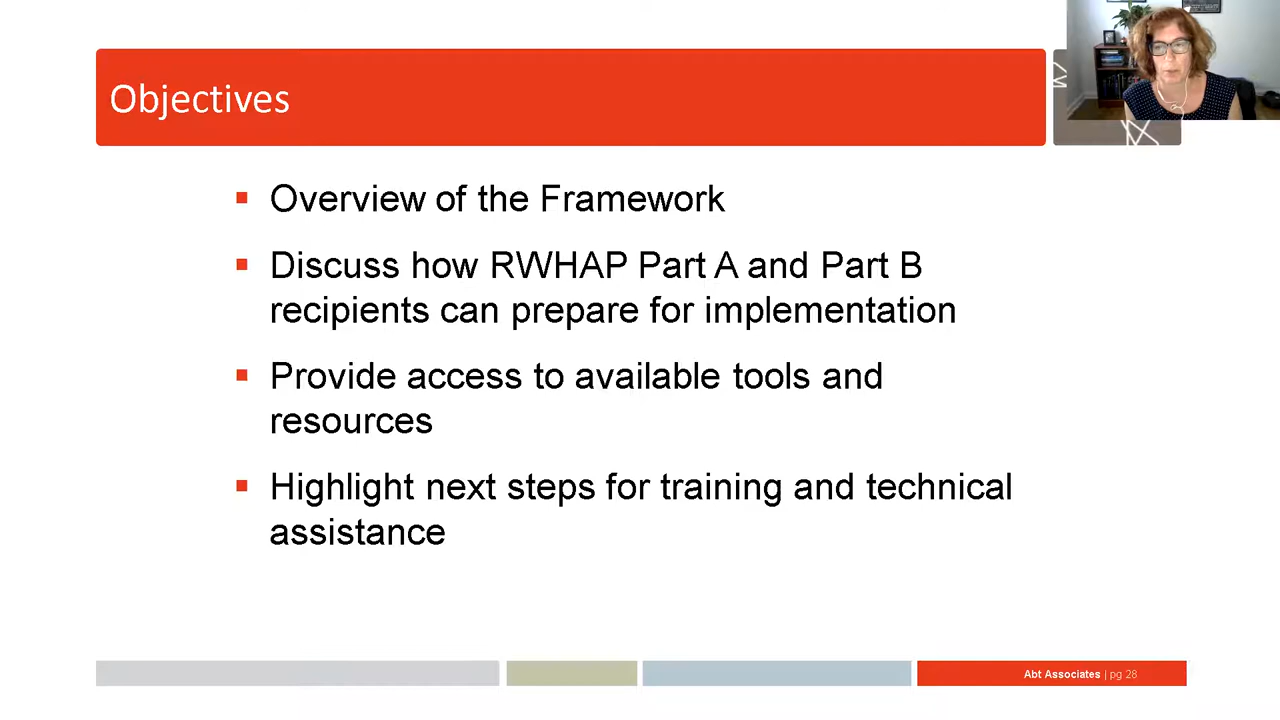 Objectives
▪ Overview of the Framework
▪ Discuss how RWHAP Part A and Part B
recipients can prepare for implementation
▪ Provide access to available tools and
resources
▪ Highlight next steps for training and technical
assistance
Abt Associates | pg 28